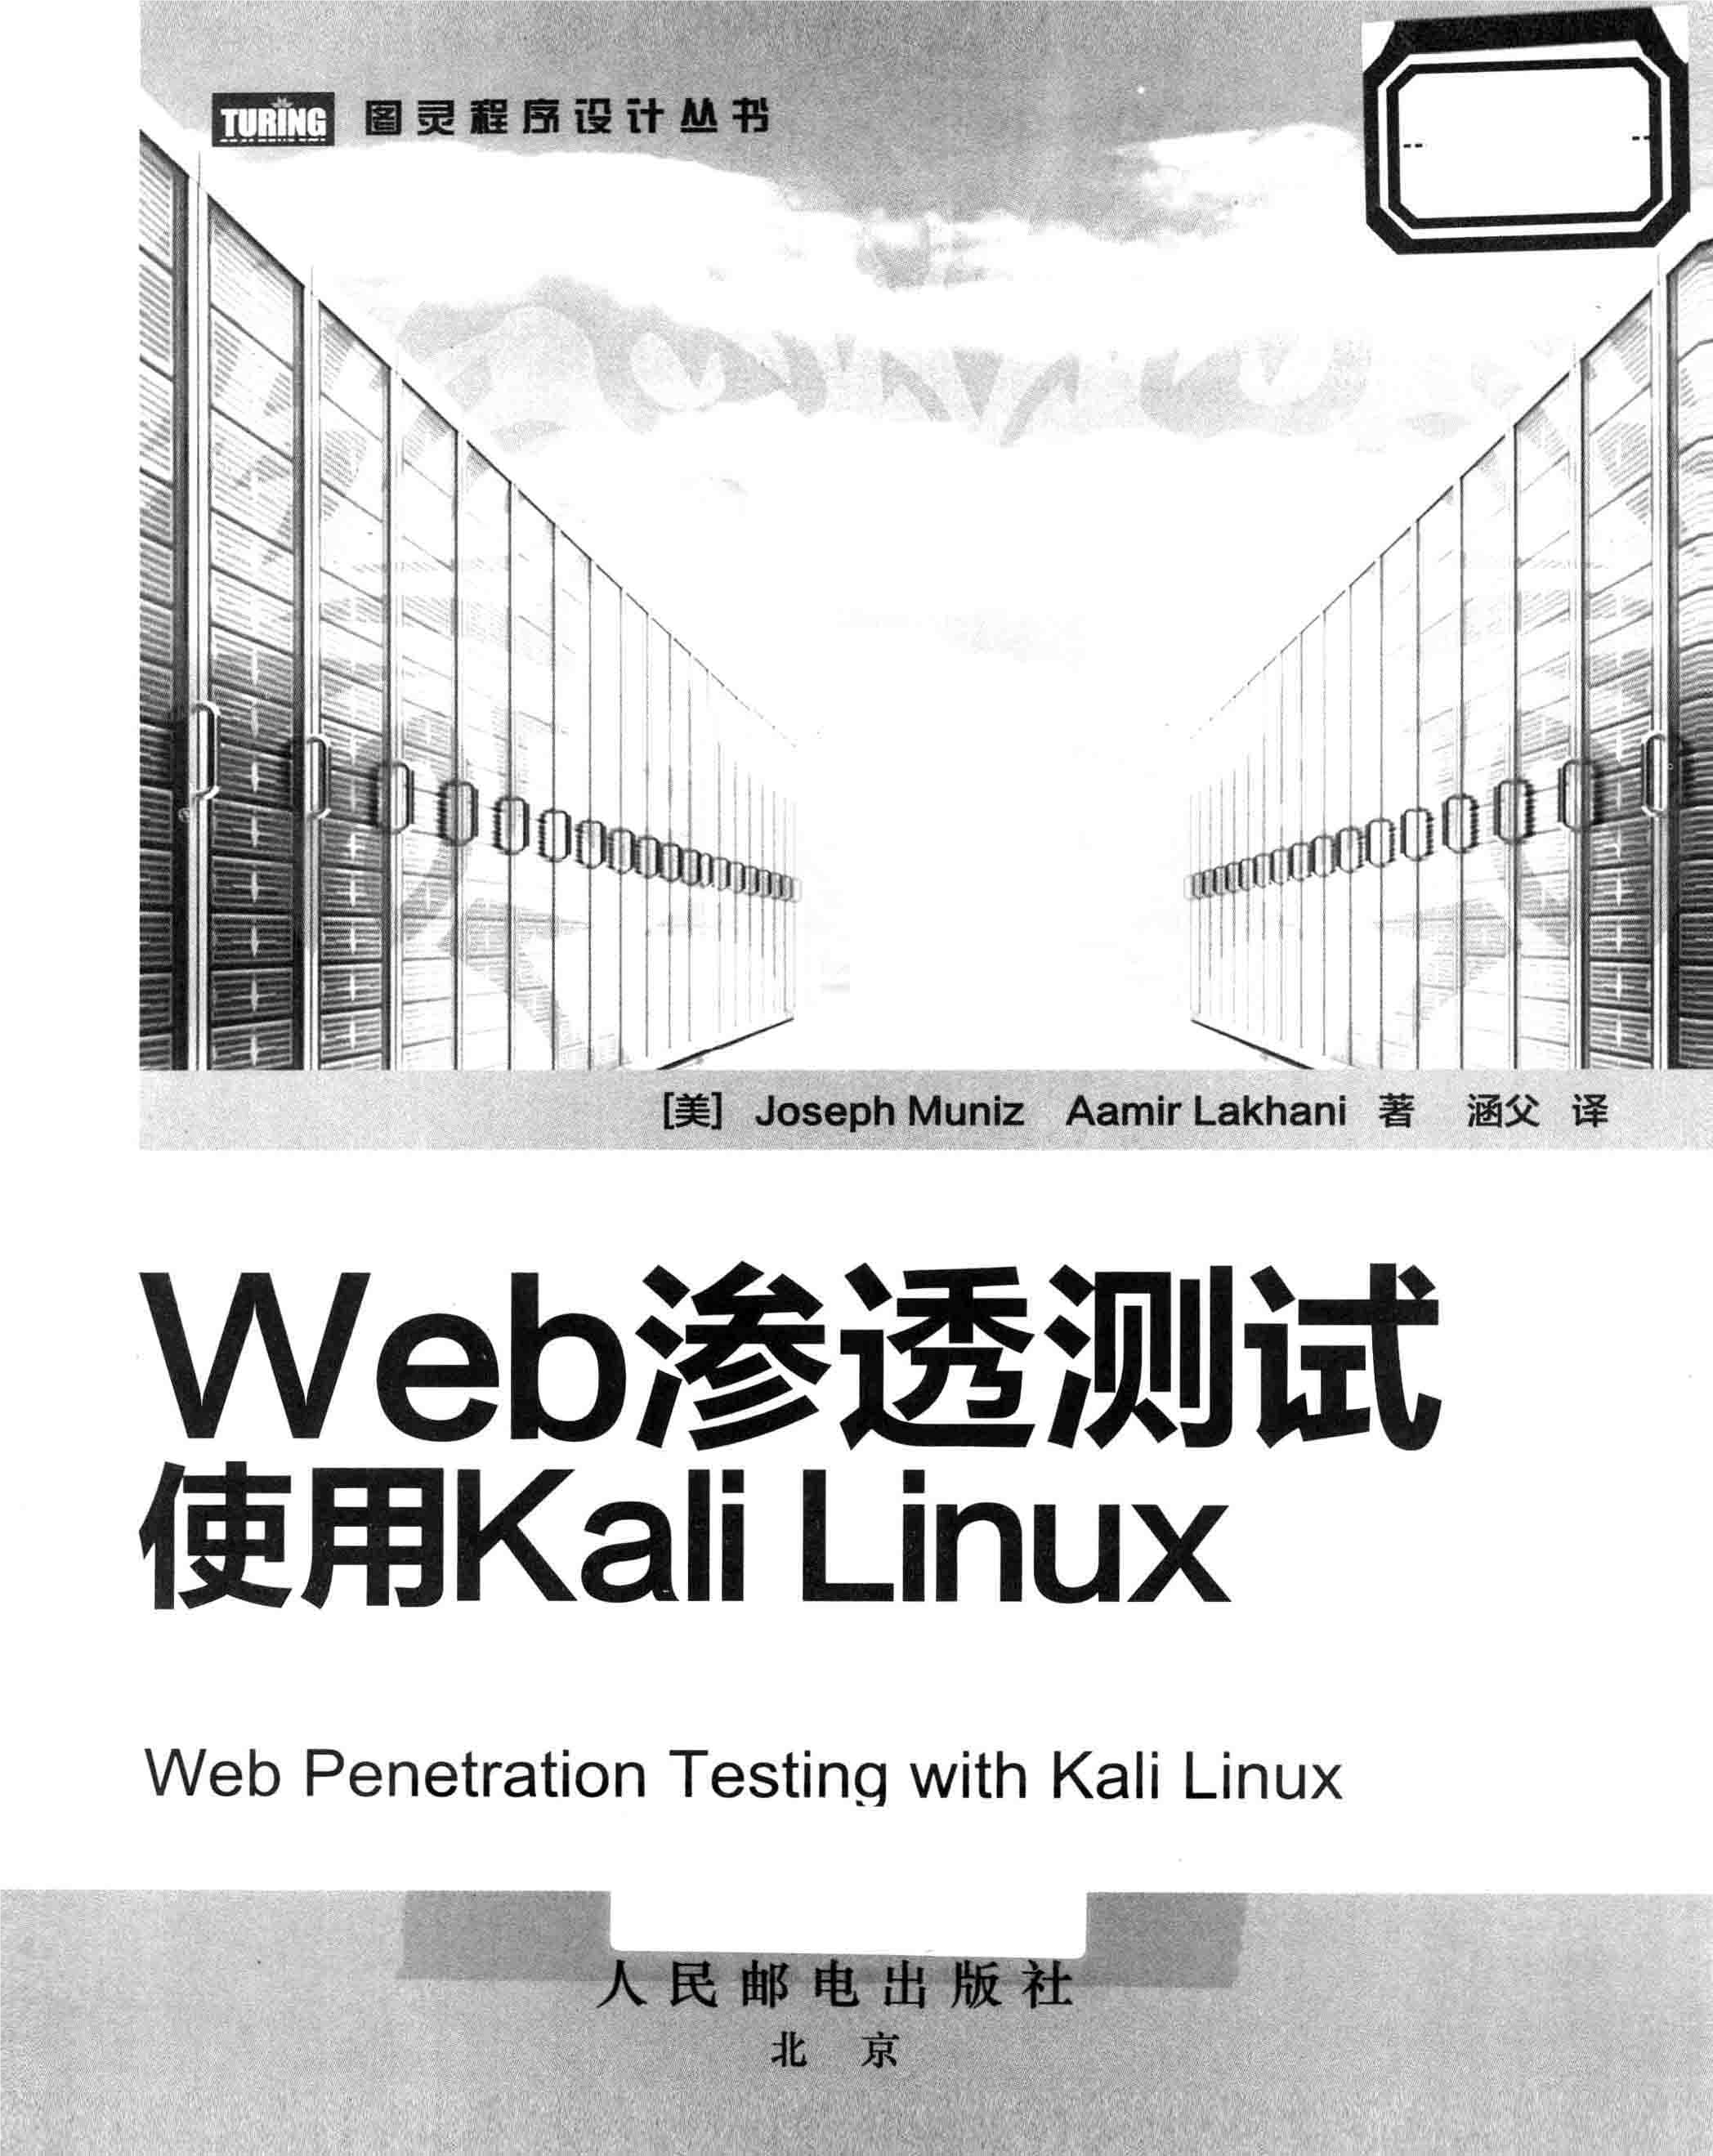 TURING 图灵程序设计丛书
[美] Joseph Muniz Aamir Lakhani 著 涵父 译
Web渗透测试
使用Kali Linux
Web Penetration Testing with Kali Linux
人民邮电出版社
北 京